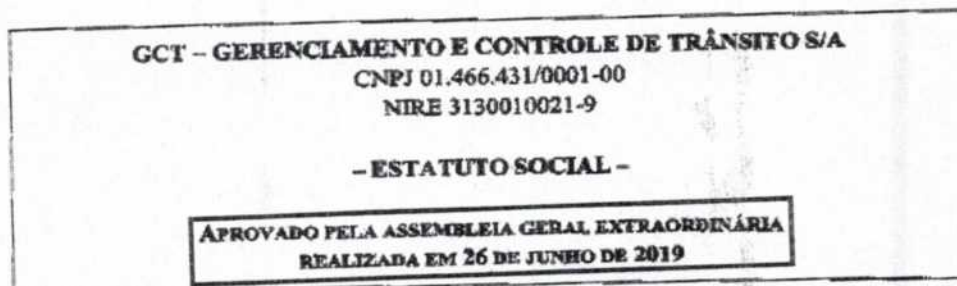 GCT – GERENCIAMENTO E CONTROLE DE TRÂNSITO S/A
CNPJ 01.466.431/0001-00
NIRE 3130010021-9
– ESTATUTO SOCIAL –
APROVADO PELA ASSEMBLEIA GERAL EXTRAORDINÁRIA
REALIZADA EM 26 DE JUNHO DE 2019